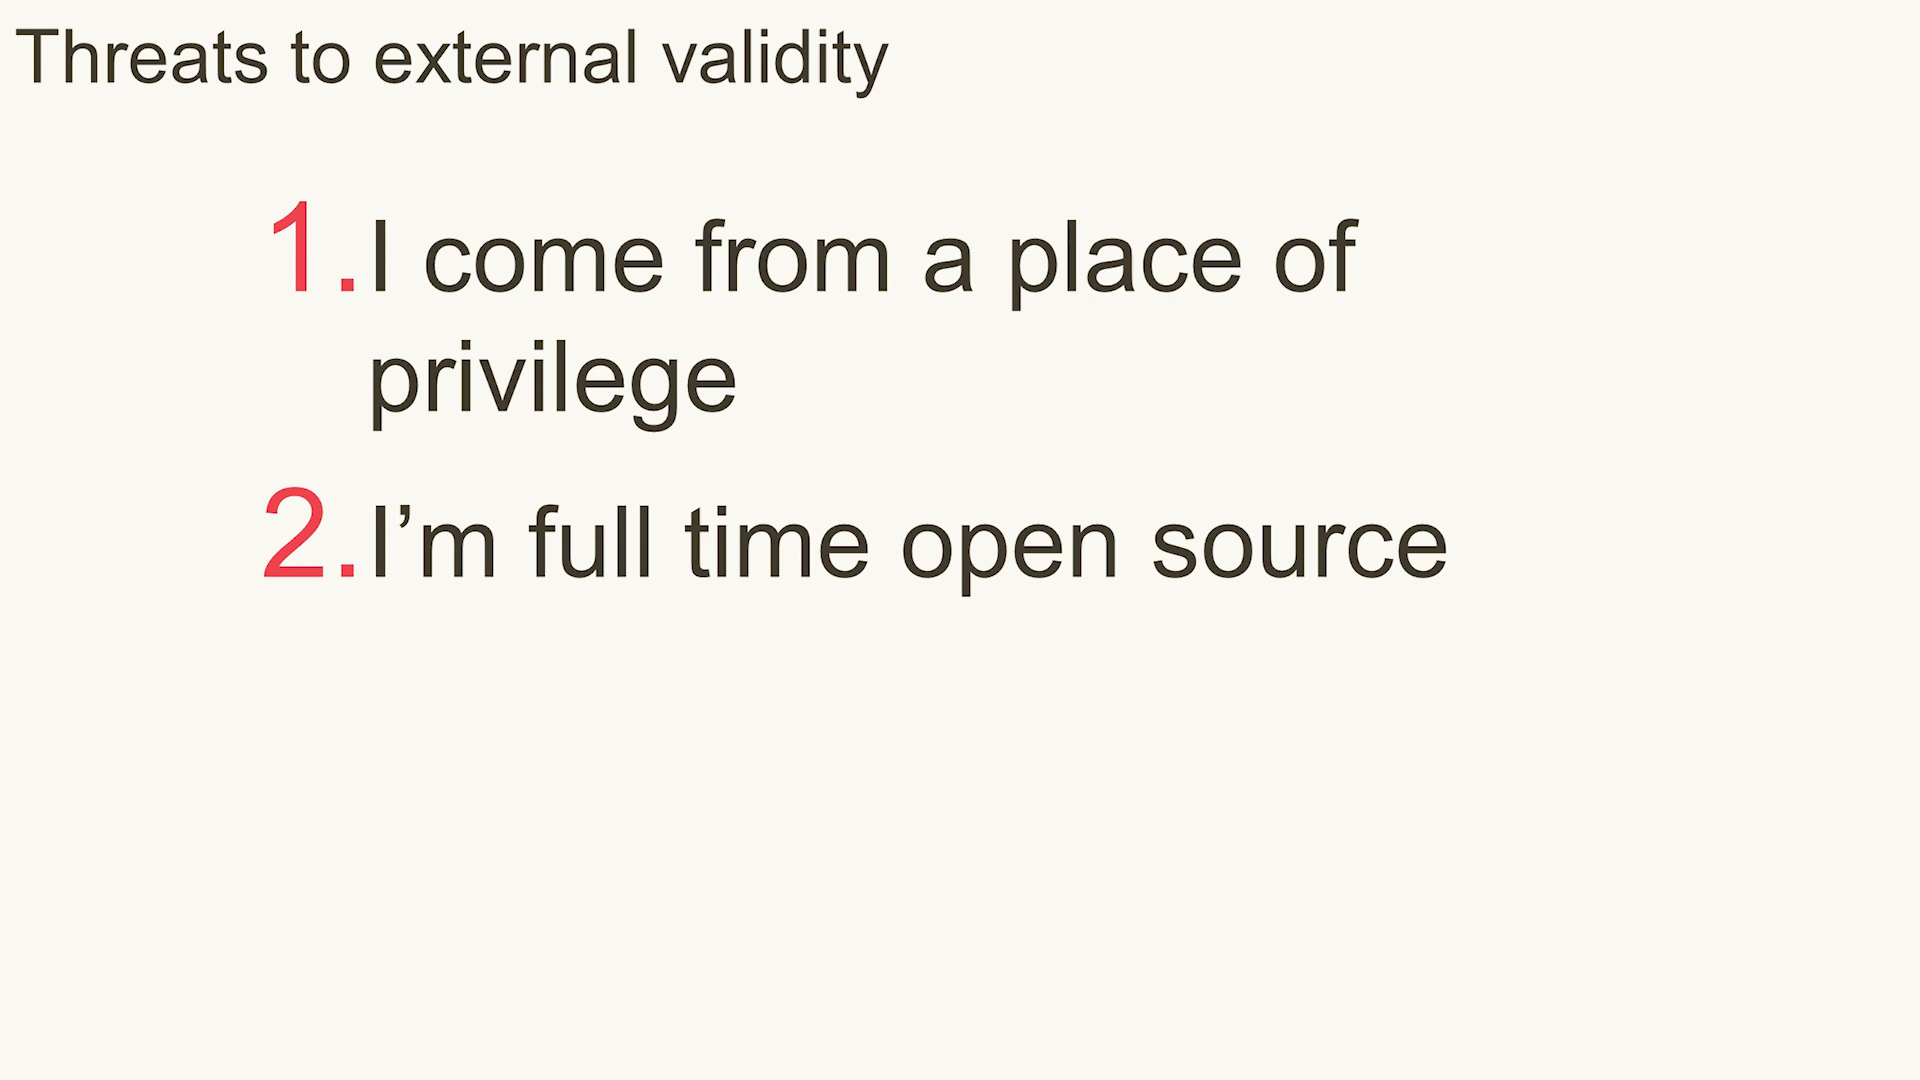 Threats to external validity
1. I come from a place of
privilege
2. I’m full time open source